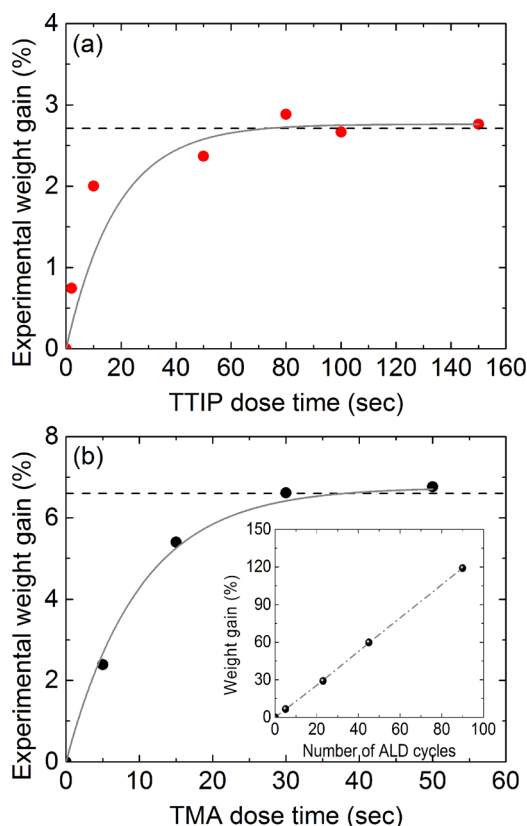 (a)
Experimental weight gain (%)
4
3
2
1
0
0 20 40 60 80 100 120 140 160
TTIP dose time (sec)
(b)
Experimental weight gain (%)
8
6
4
2
0
0 10 20 30 40 50 60
TMA dose time (sec)
Weight gain (%)
150
120
90
60
30
0
0 20 40 60 80 100
Number of ALD cycles